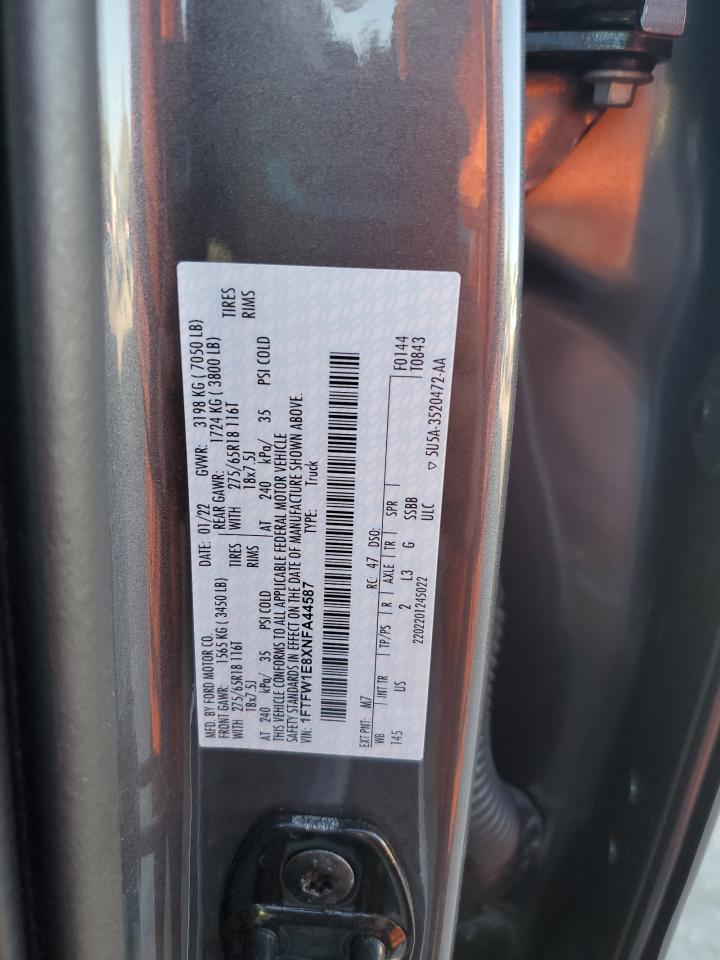 MFD. BY FORD MOTOR CO. DATE: 01/22 GVWR: 3198 KG ( 7050 LB)
FRONT GAWR: 1565 KG ( 3450 LB) REAR GAWR: 1724 KG ( 3800 LB)
WITH 275/65R18 116T TIRES WITH 275/65R18 116T TIRES
18x7.5J RIMS 18x7.5J RIMS
AT 240 kPa/ 35 PSI COLD AT 240 kPa/ 35 PSI COLD
THIS VEHICLE CONFORMS TO ALL APPLICABLE FEDERAL MOTOR VEHICLE
SAFETY STANDARDS IN EFFECT ON THE DATE OF MANUFACTURE SHOWN ABOVE.
VIN: 1FTFW1E8XNFA44587 TYPE: Truck
EXT PNT: M7 RC: 47 DSO: F0144
WB INT TR TP/PS R AXLE TR SPR T0843
145 US 2 L3 G SSBB
2202201245022 ULC ▽ 5U5A-3520472-AA